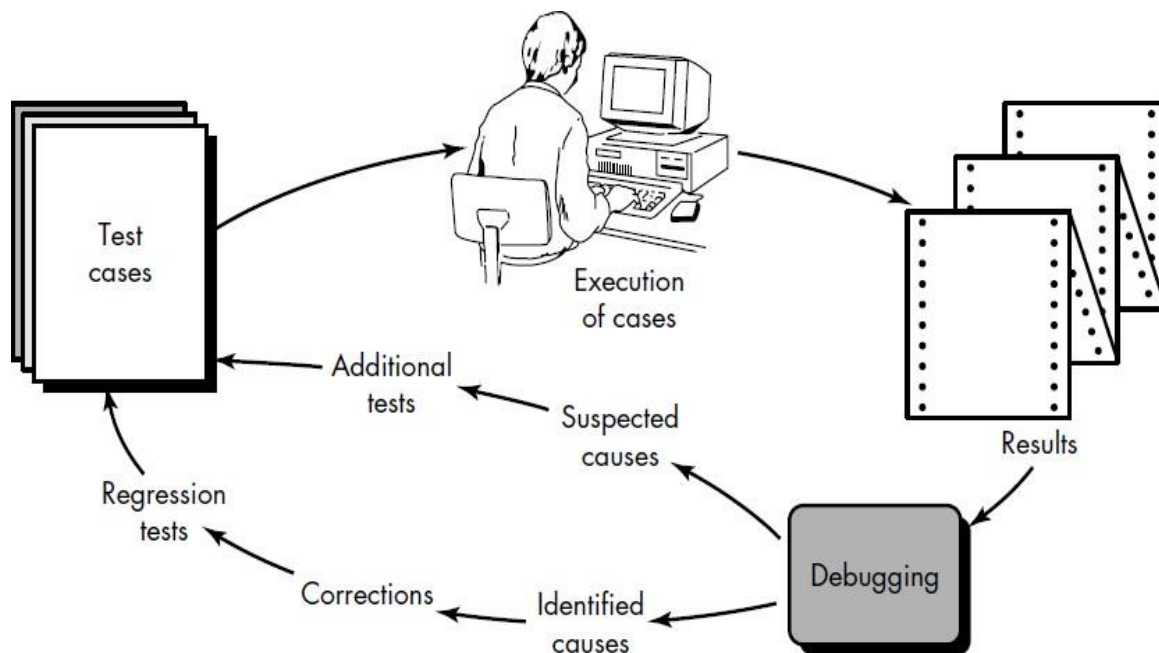 Test
cases
Execution
of cases
Results
Additional
tests
Suspected
causes
Debugging
Regression
tests
Corrections
Identified
causes